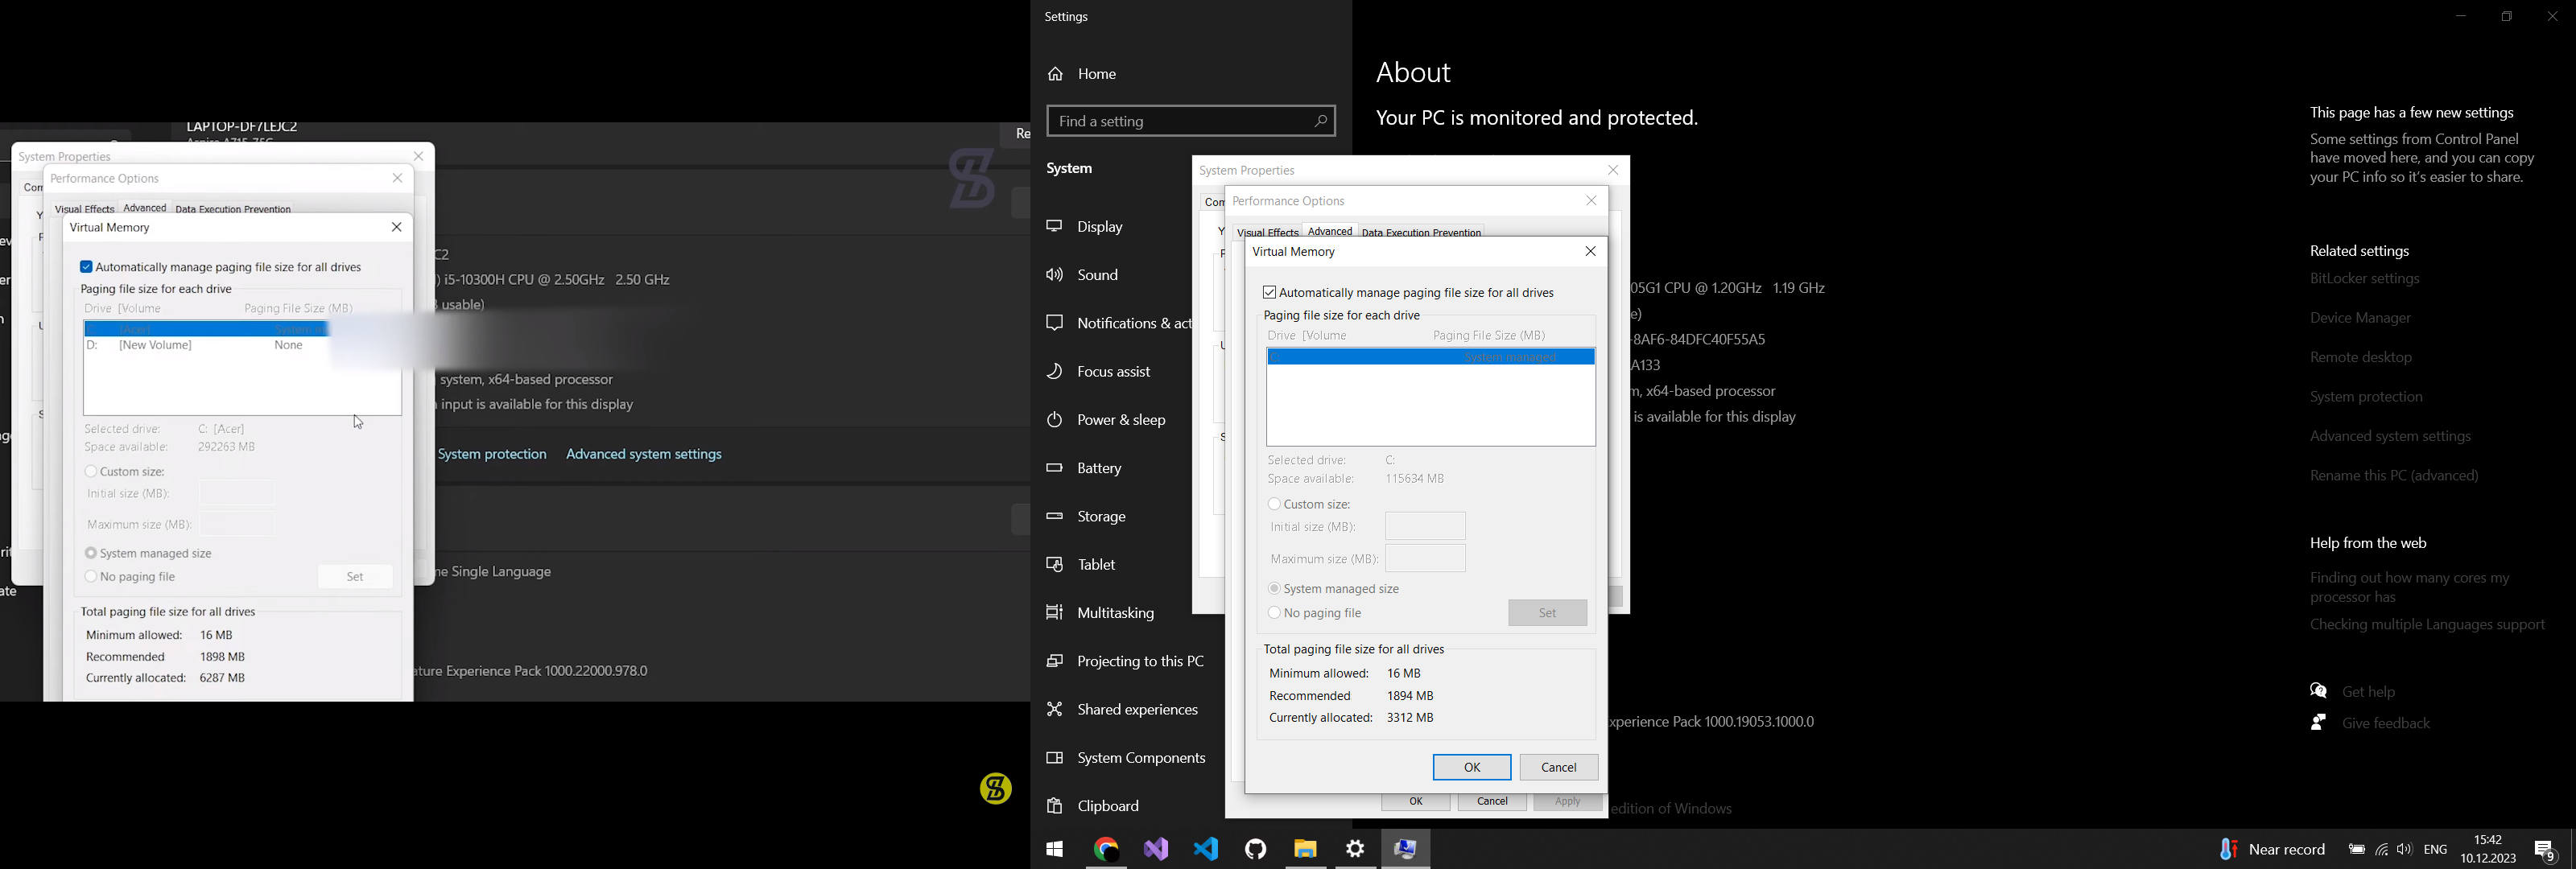 LAPTOP-DF7LEJC2
Aspire A715-75G
Re
System Properties
Com
Performance Options
Visual Effects
Advanced
Data Execution Prevention
Virtual Memory
Automatically manage paging file size for all drives
Paging file size for each drive
Drive [Volume
Paging File Size (MB)
[Acer]
D: [New Volume] None
Selected drive: C: [Acer]
Space available: 292263 MB
Custom size:
Initial size (MB):
Maximum size (MB):
System managed size
No paging file
Set
Total paging file size for all drives
Minimum allowed: 16 MB
Recommended 1898 MB
Currently allocated: 6287 MB
C2
) i5-10300H CPU @ 2.50GHz 2.50 GHz
usable)
system, x64-based processor
input is available for this display
System protection
Advanced system settings
ne Single Language
ature Experience Pack 1000.22000.978.0
Settings
Home
Find a setting
System
Display
Sound
Notifications & act
Focus assist
Power & sleep
Battery
Storage
Tablet
Multitasking
Projecting to this PC
Shared experiences
System Components
Clipboard
About
Your PC is monitored and protected.
System Properties
Com
Performance Options
Visual Effects
Advanced
Data Execution Prevention
Virtual Memory
Automatically manage paging file size for all drives
Paging file size for each drive
Drive [Volume
Paging File Size (MB)
C: System managed
Selected drive: C:
Space available: 115634 MB
Custom size:
Initial size (MB):
Maximum size (MB):
System managed size
No paging file
Set
Total paging file size for all drives
Minimum allowed: 16 MB
Recommended 1894 MB
Currently allocated: 3312 MB
OK
Cancel
OK
Cancel
Apply
05G1 CPU @ 1.20GHz 1.19 GHz
e)
-8AF6-84DFC40F55A5
A133
m, x64-based processor
is available for this display
xperience Pack 1000.19053.1000.0
edition of Windows
This page has a few new settings
Some settings from Control Panel
have moved here, and you can copy
your PC info so it's easier to share.
Related settings
BitLocker settings
Device Manager
Remote desktop
System protection
Advanced system settings
Rename this PC (advanced)
Help from the web
Finding out how many cores my
processor has
Checking multiple Languages support
Get help
Give feedback
Near record
ENG
15:42
10.12.2023
9